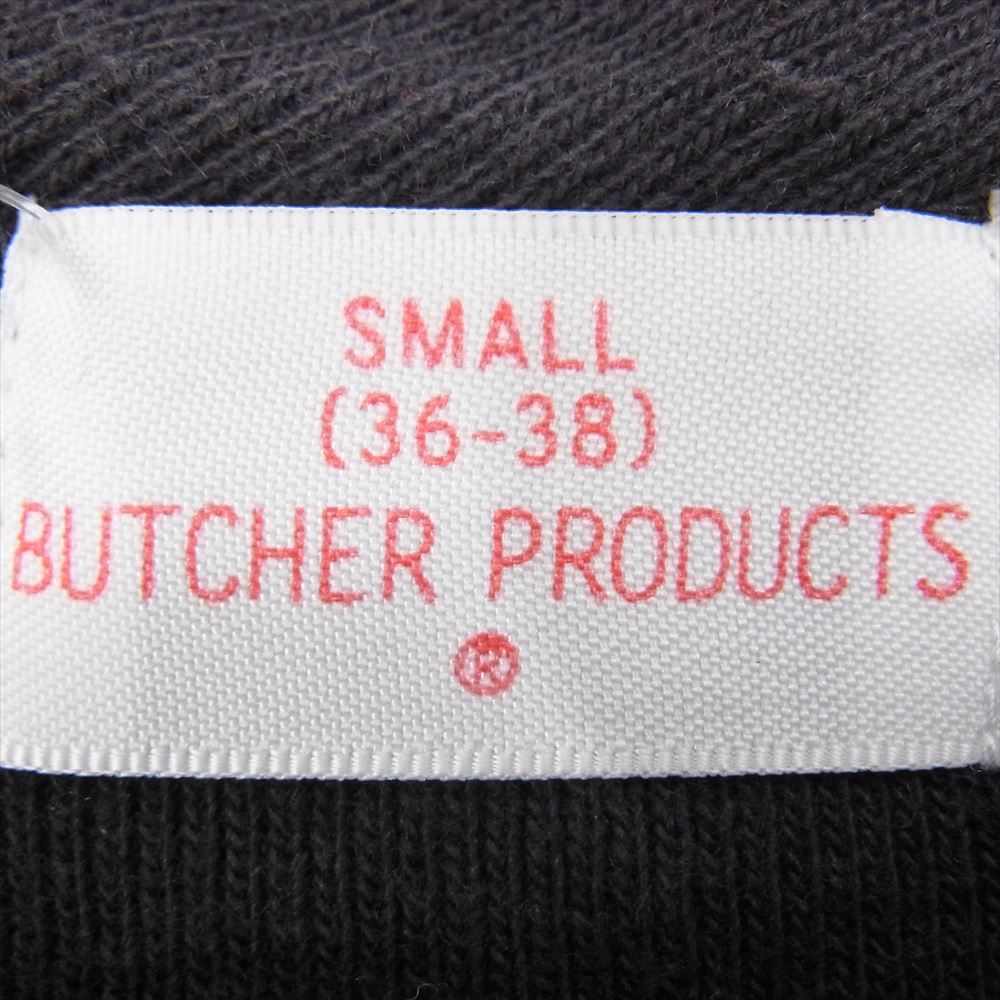 SMALL
(36-38)
BUTCHER PRODUCTS
®